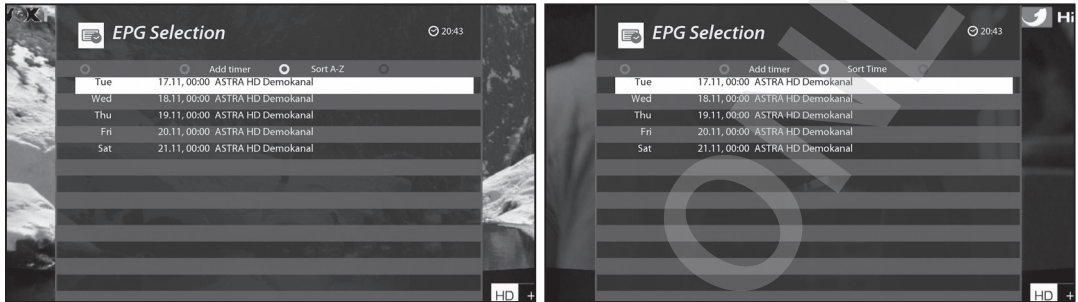 EPG Selection
20:43
Add timer Sort A-Z
Tue 17.11, 00:00 ASTRA HD Demokanal
Wed 18.11, 00:00 ASTRA HD Demokanal
Thu 19.11, 00:00 ASTRA HD Demokanal
Fri 20.11, 00:00 ASTRA HD Demokanal
Sat 21.11, 00:00 ASTRA HD Demokanal
HD +
Hi
EPG Selection
20:43
Add timer Sort Time
Tue 17.11, 00:00 ASTRA HD Demokanal
Wed 18.11, 00:00 ASTRA HD Demokanal
Thu 19.11, 00:00 ASTRA HD Demokanal
Fri 20.11, 00:00 ASTRA HD Demokanal
Sat 21.11, 00:00 ASTRA HD Demokanal
HD +